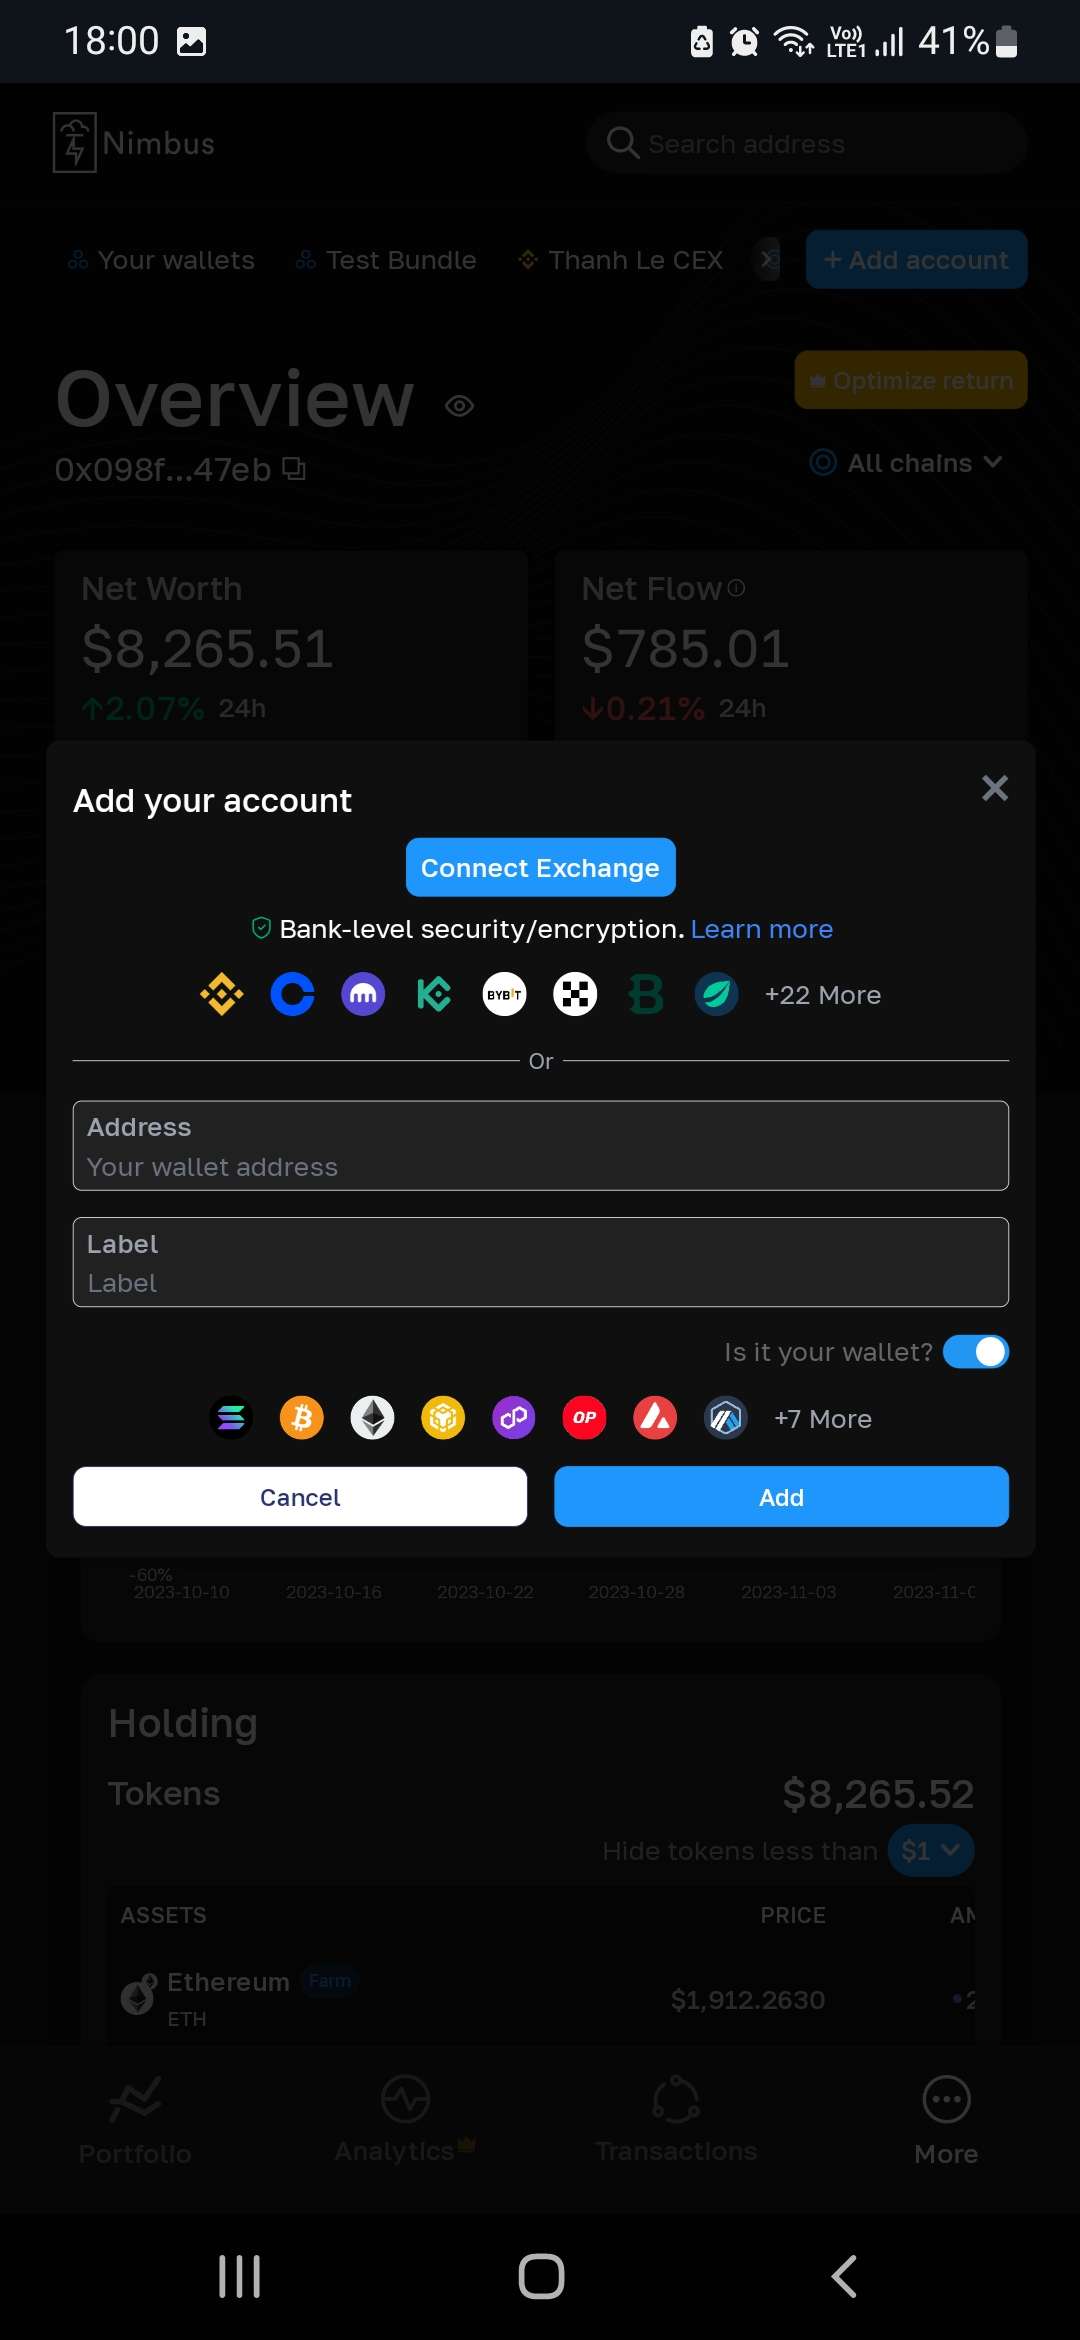 18:00
Vo)) LTE1 41%
Nimbus
Search address
Your wallets Test Bundle Thanh Le CEX + Add account
Overview
Optimize return
0x098f...47eb
All chains
Net Worth
$8,265.51
↑2.07% 24h
Net Flow
$785.01
↓0.21% 24h
Add your account
Connect Exchange
Bank-level security/encryption. Learn more
BYBIT
+22 More
Or
Address
Your wallet address
Label
Label
Is it your wallet?
OP
+7 More
Cancel
Add
-60%
2023-10-10 2023-10-16 2023-10-22 2023-10-28 2023-11-03 2023-11-0
Holding
Tokens $8,265.52
Hide tokens less than $1
ASSETS PRICE
Ethereum Farm
ETH
$1,912.2630
Portfolio Analytics Transactions More